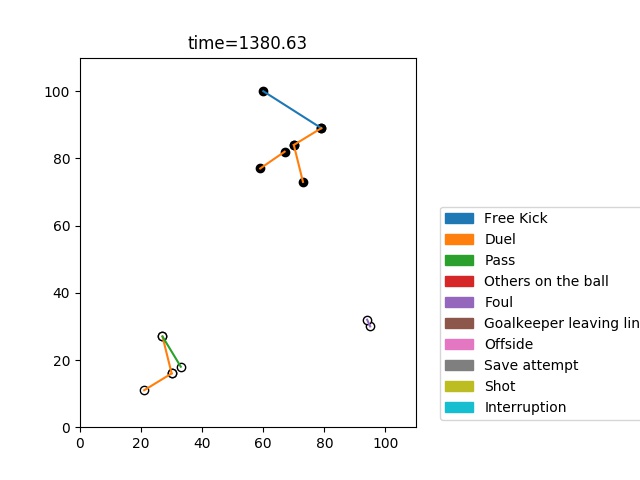 time=1380.63
100
80
60
40
20
0
0 20 40 60 80 100
Free Kick
Duel
Pass
Others on the ball
Foul
Goalkeeper leaving lin
Offside
Save attempt
Shot
Interruption